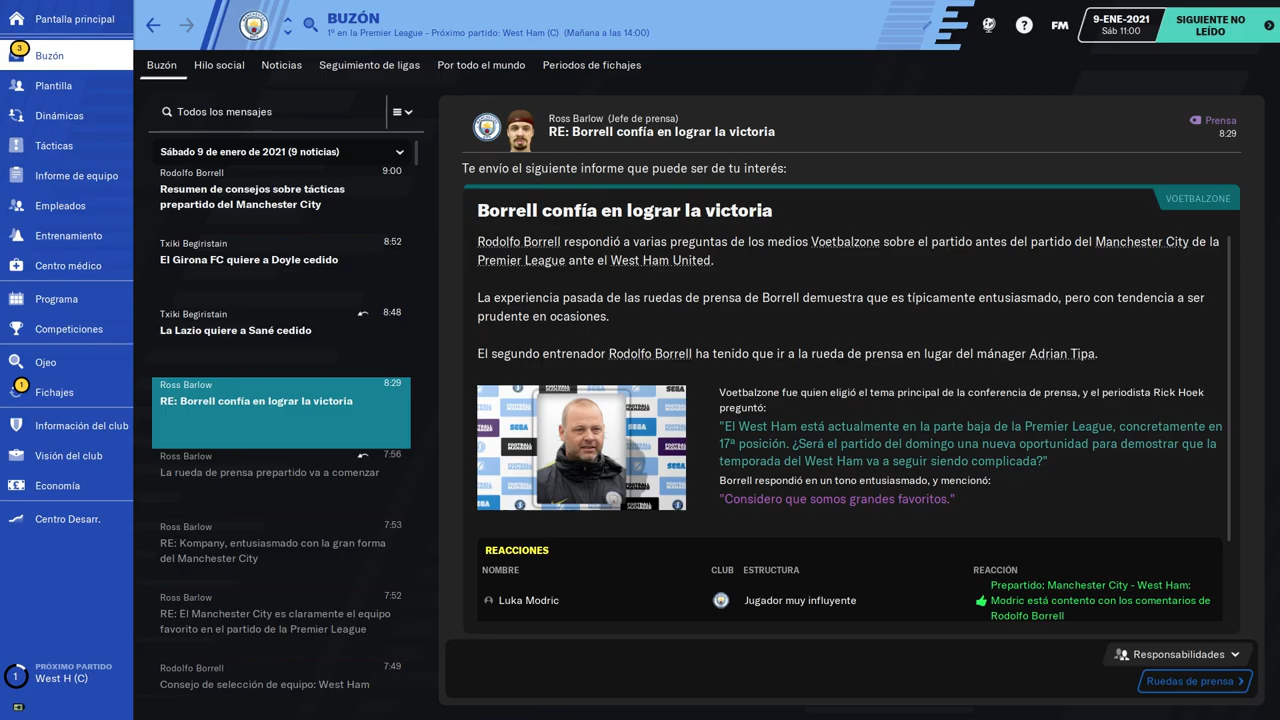 Pantalla principal
3
Buzón
Plantilla
Dinámicas
Tácticas
Informe de equipo
Empleados
Entrenamiento
Centro médico
Programa
Competiciones
Ojeo
1
Fichajes
Información del club
Visión del club
Economía
Centro Desarr.
1
PRÓXIMO PARTIDO
West H (C)
BUZÓN
1º en la Premier League - Próximo partido: West Ham (C) (Mañana a las 14:00)
?
FM
9-ENE-2021
Sáb 11:00
SIGUIENTE NO
LEÍDO
Buzón
Hilo social
Noticias
Seguimiento de ligas
Por todo el mundo
Periodos de fichajes
Todos los mensajes
Sábado 9 de enero de 2021 (9 noticias)
Rodolfo Borrell 9:00
Resumen de consejos sobre tácticas
prepartido del Manchester City
Txiki Begiristain 8:52
El Girona FC quiere a Doyle cedido
Txiki Begiristain 8:48
La Lazio quiere a Sané cedido
Ross Barlow 8:29
RE: Borrell confía en lograr la victoria
Ross Barlow 7:56
La rueda de prensa prepartido va a comenzar
Ross Barlow 7:53
RE: Kompany, entusiasmado con la gran forma
del Manchester City
Ross Barlow 7:52
RE: El Manchester City es claramente el equipo
favorito en el partido de la Premier League
Rodolfo Borrell 7:49
Consejo de selección de equipo: West Ham
Ross Barlow (Jefe de prensa)
RE: Borrell confía en lograr la victoria
Prensa
8:29
Te envío el siguiente informe que puede ser de tu interés:
VOETBALZONE
Borrell confía en lograr la victoria
Rodolfo Borrell respondió a varias preguntas de los medios Voetbalzone sobre el partido antes del partido del Manchester City de la
Premier League ante el West Ham United.
La experiencia pasada de las ruedas de prensa de Borrell demuestra que es típicamente entusiasmado, pero con tendencia a ser
prudente en ocasiones.
El segundo entrenador Rodolfo Borrell ha tenido que ir a la rueda de prensa en lugar del mánager Adrian Tipa.
Voetbalzone fue quien eligió el tema principal de la conferencia de prensa, y el periodista Rick Hoek
preguntó:
"El West Ham está actualmente en la parte baja de la Premier League, concretamente en
17ª posición. ¿Será el partido del domingo una nueva oportunidad para demostrar que la
temporada del West Ham va a seguir siendo complicada?"
Borrell respondió en un tono entusiasmado, y mencionó:
"Considero que somos grandes favoritos."
REACCIONES
NOMBRE CLUB ESTRUCTURA REACCIÓN
Luka Modric Jugador muy influyente
Prepartido: Manchester City - West Ham:
Modric está contento con los comentarios de
Rodolfo Borrell
Responsabilidades
Ruedas de prensa